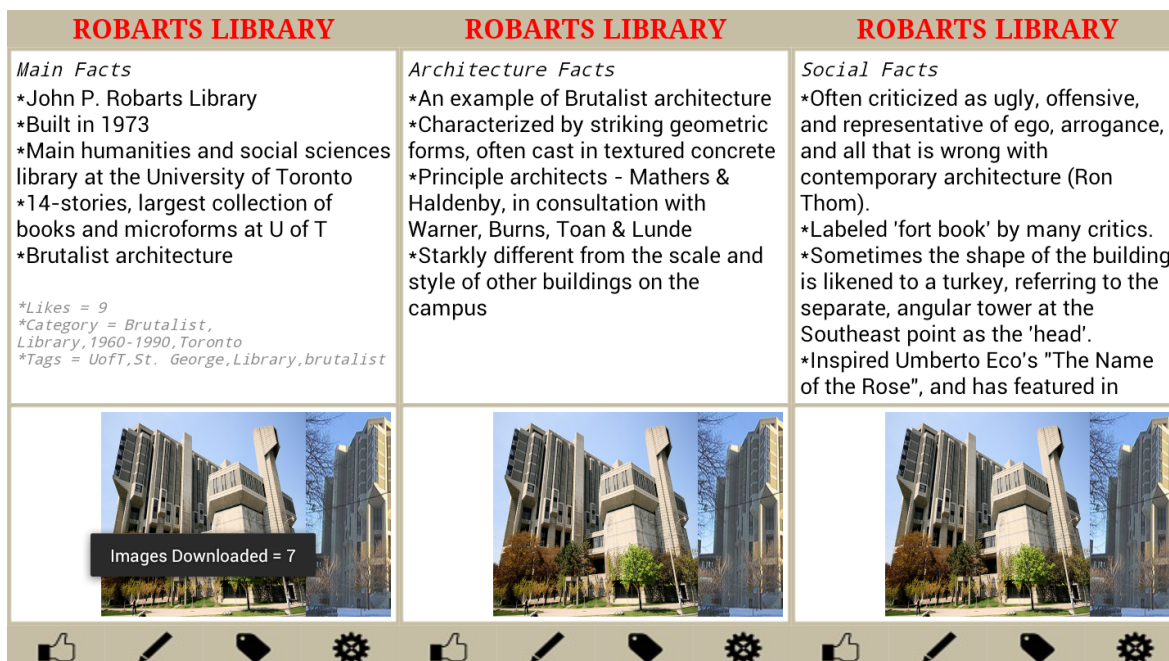 ROBARTS LIBRARY
Main Facts
*John P. Robarts Library
*Built in 1973
*Main humanities and social sciences
library at the University of Toronto
*14-stories, largest collection of
books and microforms at U of T
*Brutalist architecture
*Likes = 9
*Category = Brutalist,
Library,1960-1990,Toronto
*Tags = UofT,St. George,Library,brutalist
Images Downloaded = 7
ROBARTS LIBRARY
Architecture Facts
*An example of Brutalist architecture
*Characterized by striking geometric
forms, often cast in textured concrete
*Principle architects - Mathers &
Haldenby, in consultation with
Warner, Burns, Toan & Lunde
*Starkly different from the scale and
style of other buildings on the
campus
ROBARTS LIBRARY
Social Facts
*Often criticized as ugly, offensive,
and representative of ego, arrogance,
and all that is wrong with
contemporary architecture (Ron
Thom).
*Labeled 'fort book' by many critics.
*Sometimes the shape of the building
is likened to a turkey, referring to the
separate, angular tower at the
Southeast point as the 'head'.
*Inspired Umberto Eco's "The Name
of the Rose", and has featured in